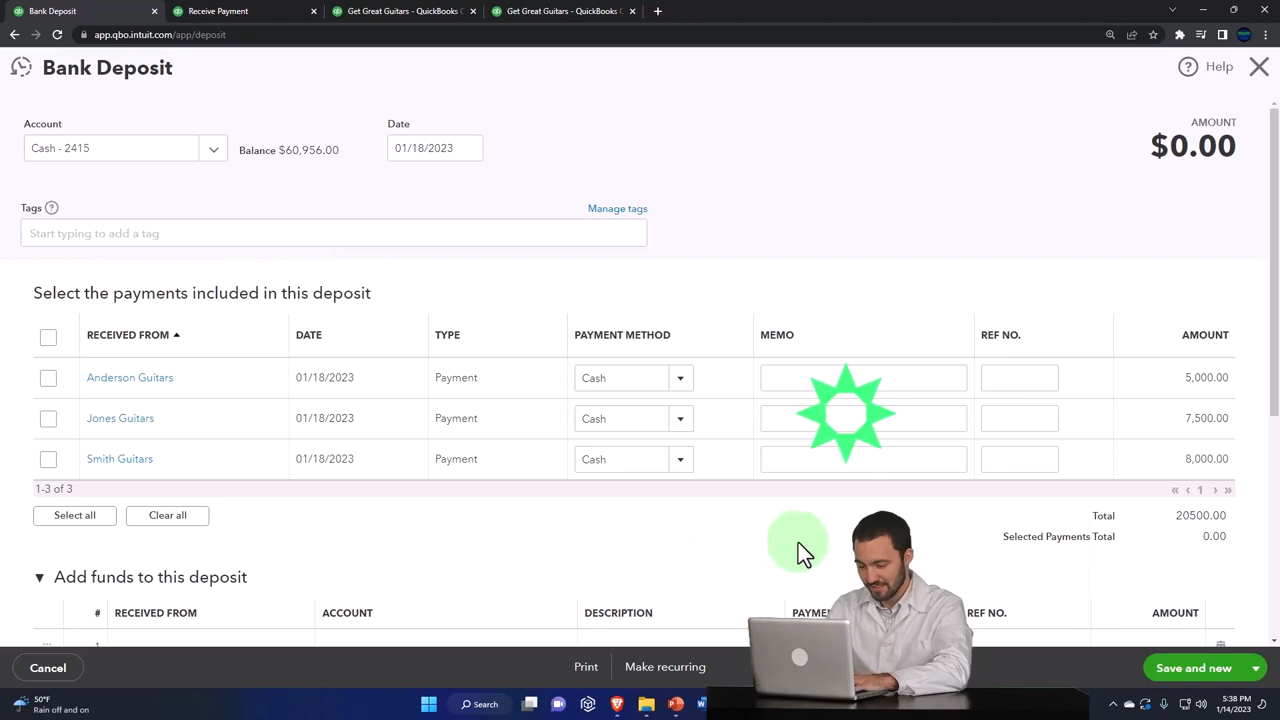 Bank Deposit
Receive Payment
Get Great Guitars - QuickBooks C
Get Great Guitars - QuickBooks C
app.qbo.intuit.com/app/deposit
Bank Deposit
Help
Account
Date
AMOUNT
Cash - 2415
Balance $60,956.00
01/18/2023
$0.00
Tags
Manage tags
Start typing to add a tag
Select the payments included in this deposit
RECEIVED FROM DATE TYPE PAYMENT METHOD MEMO REF NO. AMOUNT
Anderson Guitars 01/18/2023 Payment Cash 5,000.00
Jones Guitars 01/18/2023 Payment Cash 7,500.00
Smith Guitars 01/18/2023 Payment Cash 8,000.00
1-3 of 3
« ‹ 1 › »
Select all
Clear all
Total 20500.00
Selected Payments Total 0.00
Add funds to this deposit
# RECEIVED FROM ACCOUNT DESCRIPTION REF NO. AMOUNT
1
Cancel
Print
Make recurring
Save and new
50°F
Rain off and on
Search
5:38 PM
1/14/2023